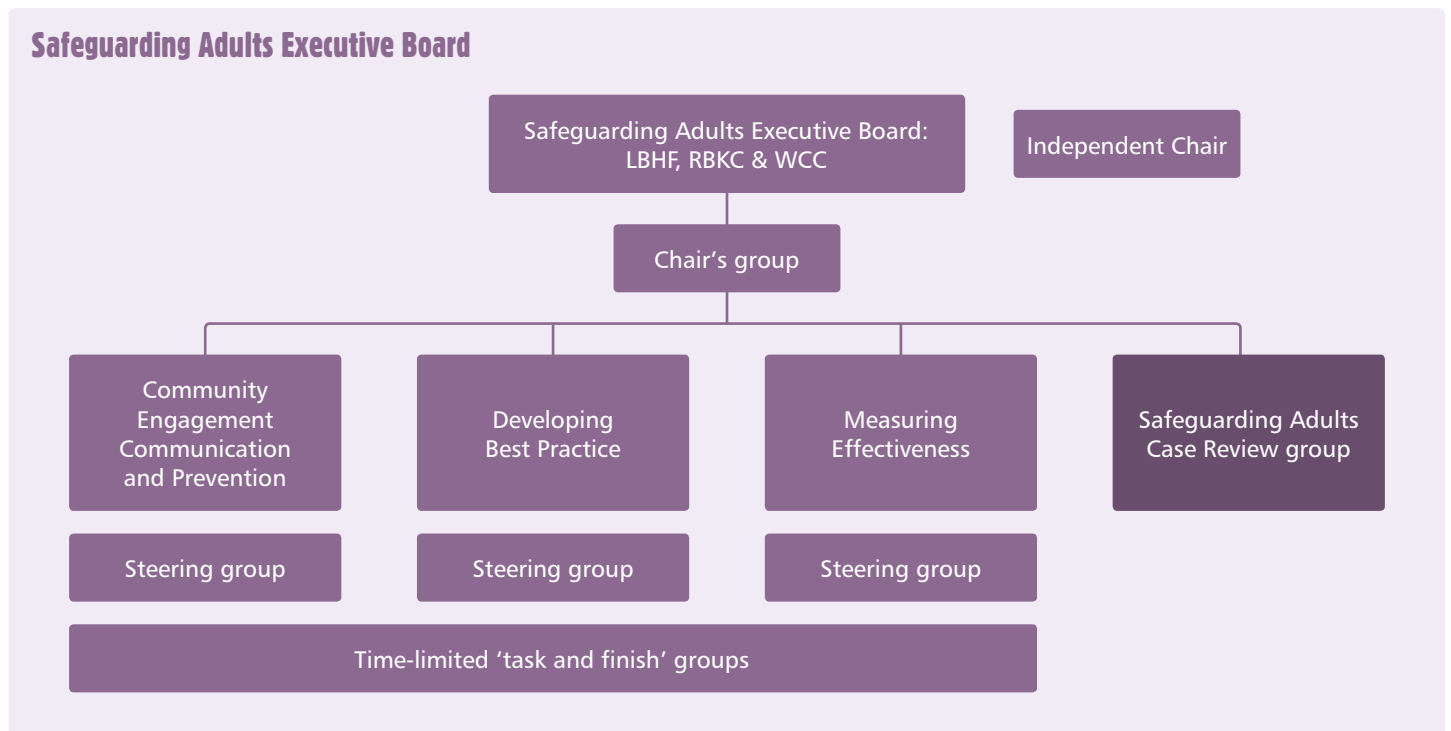 Safeguarding Adults Executive Board
Safeguarding Adults Executive Board:
LBHF, RBKC & WCC
Independent Chair
Chair’s group
Community
Engagement
Communication
and Prevention
Developing
Best Practice
Measuring
Effectiveness
Safeguarding Adults
Case Review group
Steering group
Steering group
Steering group
Time-limited ‘task and finish’ groups